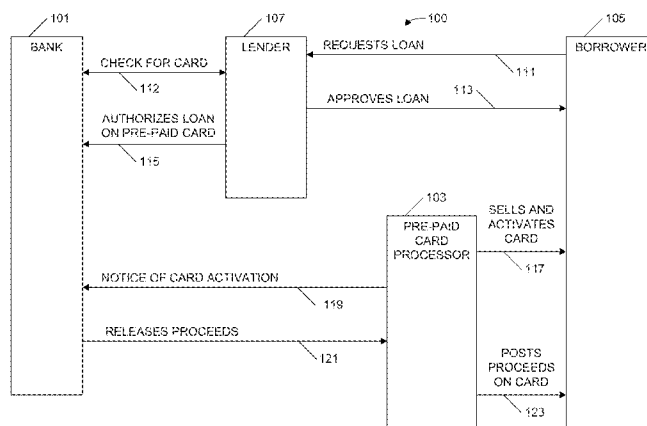 100
101
107
105
BANK
LENDER
BORROWER
REQUESTS LOAN
111
CHECK FOR CARD
112
APPROVES LOAN
113
AUTHORIZES LOAN
ON PRE-PAID CARD
115
103
PRE-PAID
CARD
PROCESSOR
SELLS AND
ACTIVATES
CARD
117
NOTICE OF CARD ACTIVATION
119
RELEASES PROCEEDS
121
POSTS
PROCEEDS
ON CARD
123